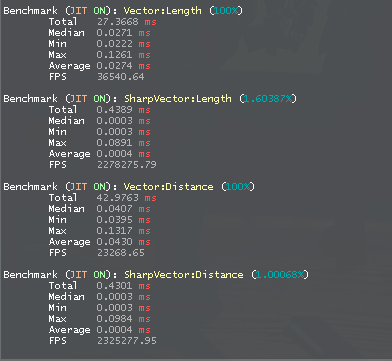 Benchmark (JIT ON): Vector:Length (100%)
Total 27.3668 ms
Median 0.0271 ms
Min 0.0222 ms
Max 0.1261 ms
Average 0.0274 ms
FPS 36540.64
Benchmark (JIT ON): SharpVector:Length (1.60387%)
Total 0.4389 ms
Median 0.0003 ms
Min 0.0003 ms
Max 0.0891 ms
Average 0.0004 ms
FPS 2278275.79
Benchmark (JIT ON): Vector:Distance (100%)
Total 42.9763 ms
Median 0.0407 ms
Min 0.0395 ms
Max 0.1317 ms
Average 0.0430 ms
FPS 23268.65
Benchmark (JIT ON): SharpVector:Distance (1.00068%)
Total 0.4301 ms
Median 0.0003 ms
Min 0.0003 ms
Max 0.0984 ms
Average 0.0004 ms
FPS 2325277.95